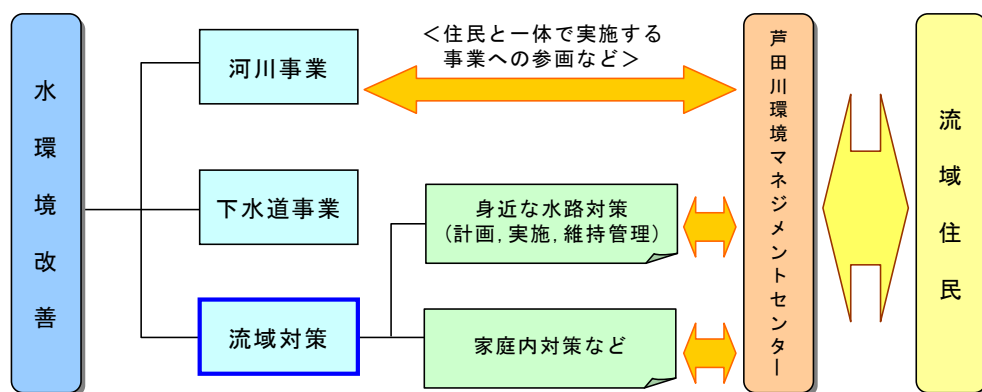 水環境改善
河川事業
下水道事業
流域対策
＜住民と一体で実施する
事業への参画など＞
身近な水路対策
（計画，実施，維持管理）
家庭内対策など
芦田川環境マネジメントセンター
流域住民